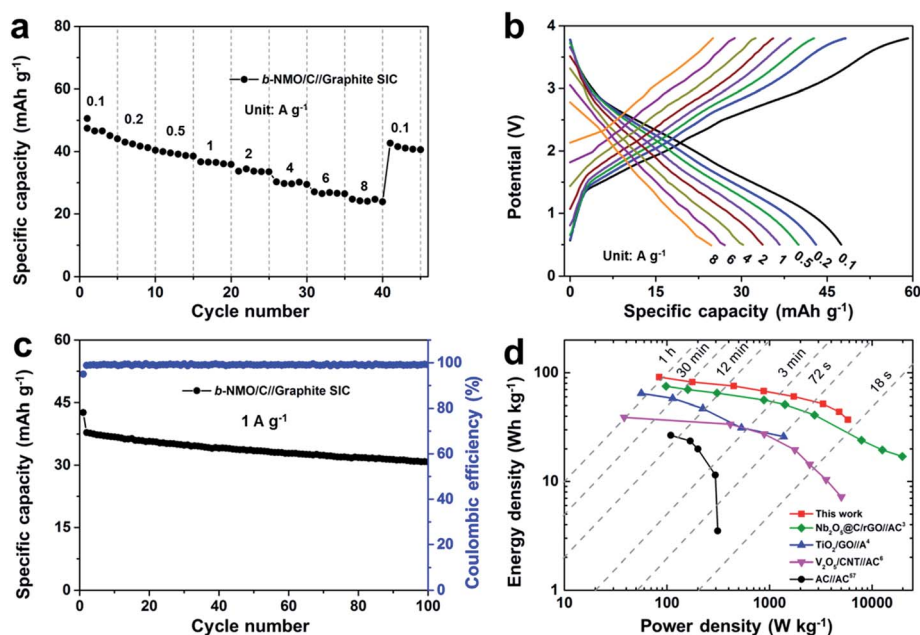 a
80
60
40
20
0
Specific capacity (mAh g⁻¹)
b-NMO/C//Graphite SIC
Unit: A g⁻¹
0.1
0.2
0.5
1
2
4
6
8
0.1
0 10 20 30 40
Cycle number
b
4
3
2
1
0
Potential (V)
Unit: A g⁻¹
8 6 4 2 1 0.5 0.2 0.1
0 15 30 45 60
Specific capacity (mAh g⁻¹)
c
60
45
30
15
0
Specific capacity (mAh g⁻¹)
b-NMO/C//Graphite SIC
1 A g⁻¹
100
80
60
40
20
0
Coulombic efficiency (%)
0 20 40 60 80 100
Cycle number
d
100
10
1
Energy density (Wh kg⁻¹)
1 h
30 min
12 min
3 min
72 s
18 s
This work
Nb₂O₅@C/rGO//AC³
TiO₂/GO//A⁴
V₂O₅/CNT//AC⁶
AC//AC⁵⁷
10 100 1000 10000
Power density (W kg⁻¹)